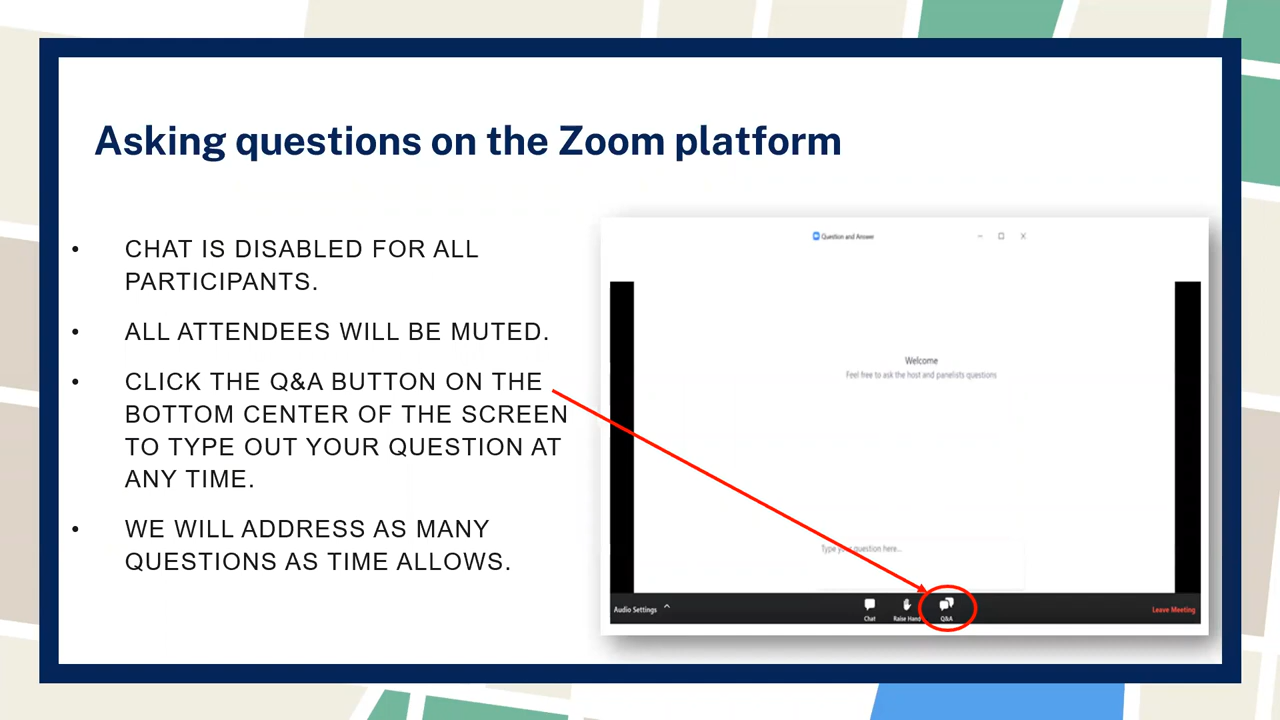 Asking questions on the Zoom platform
• CHAT IS DISABLED FOR ALL
PARTICIPANTS.
• ALL ATTENDEES WILL BE MUTED.
• CLICK THE Q&A BUTTON ON THE
BOTTOM CENTER OF THE SCREEN
TO TYPE OUT YOUR QUESTION AT
ANY TIME.
• WE WILL ADDRESS AS MANY
QUESTIONS AS TIME ALLOWS.
Question and Answer
Welcome
Feel free to ask the host and panelists questions
Type your question here...
Audio Settings
Chat
Raise Hand
Q&A
Leave Meeting